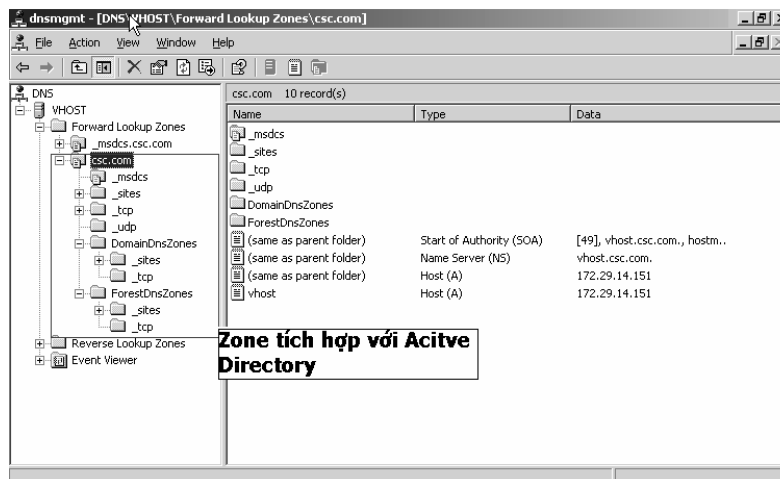 dnsmgmt - [DNS\VHOST\Forward Lookup Zones\csc.com]
File Action View Window Help
DNS
VHOST
Forward Lookup Zones
_msdcs.csc.com
csc.com
_msdcs
_sites
_tcp
_udp
DomainDnsZones
_sites
_tcp
ForestDnsZones
_sites
_tcp
Reverse Lookup Zones
Event Viewer
csc.com 10 record(s)
Name Type Data
_msdcs
_sites
_tcp
_udp
DomainDnsZones
ForestDnsZones
(same as parent folder) Start of Authority (SOA) [49], vhost.csc.com., hostm..
(same as parent folder) Name Server (NS) vhost.csc.com.
(same as parent folder) Host (A) 172.29.14.151
vhost Host (A) 172.29.14.151
Zone tích hợp với Acitve
Directory